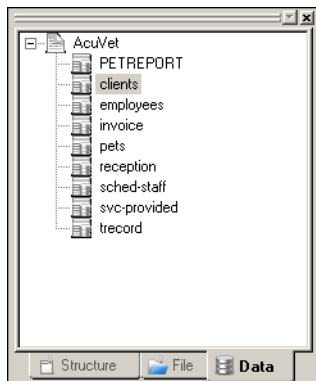 AcuVet
PETREPORT
clients
employees
invoice
pets
reception
sched-staff
svc-provided
trecord
Structure File Data